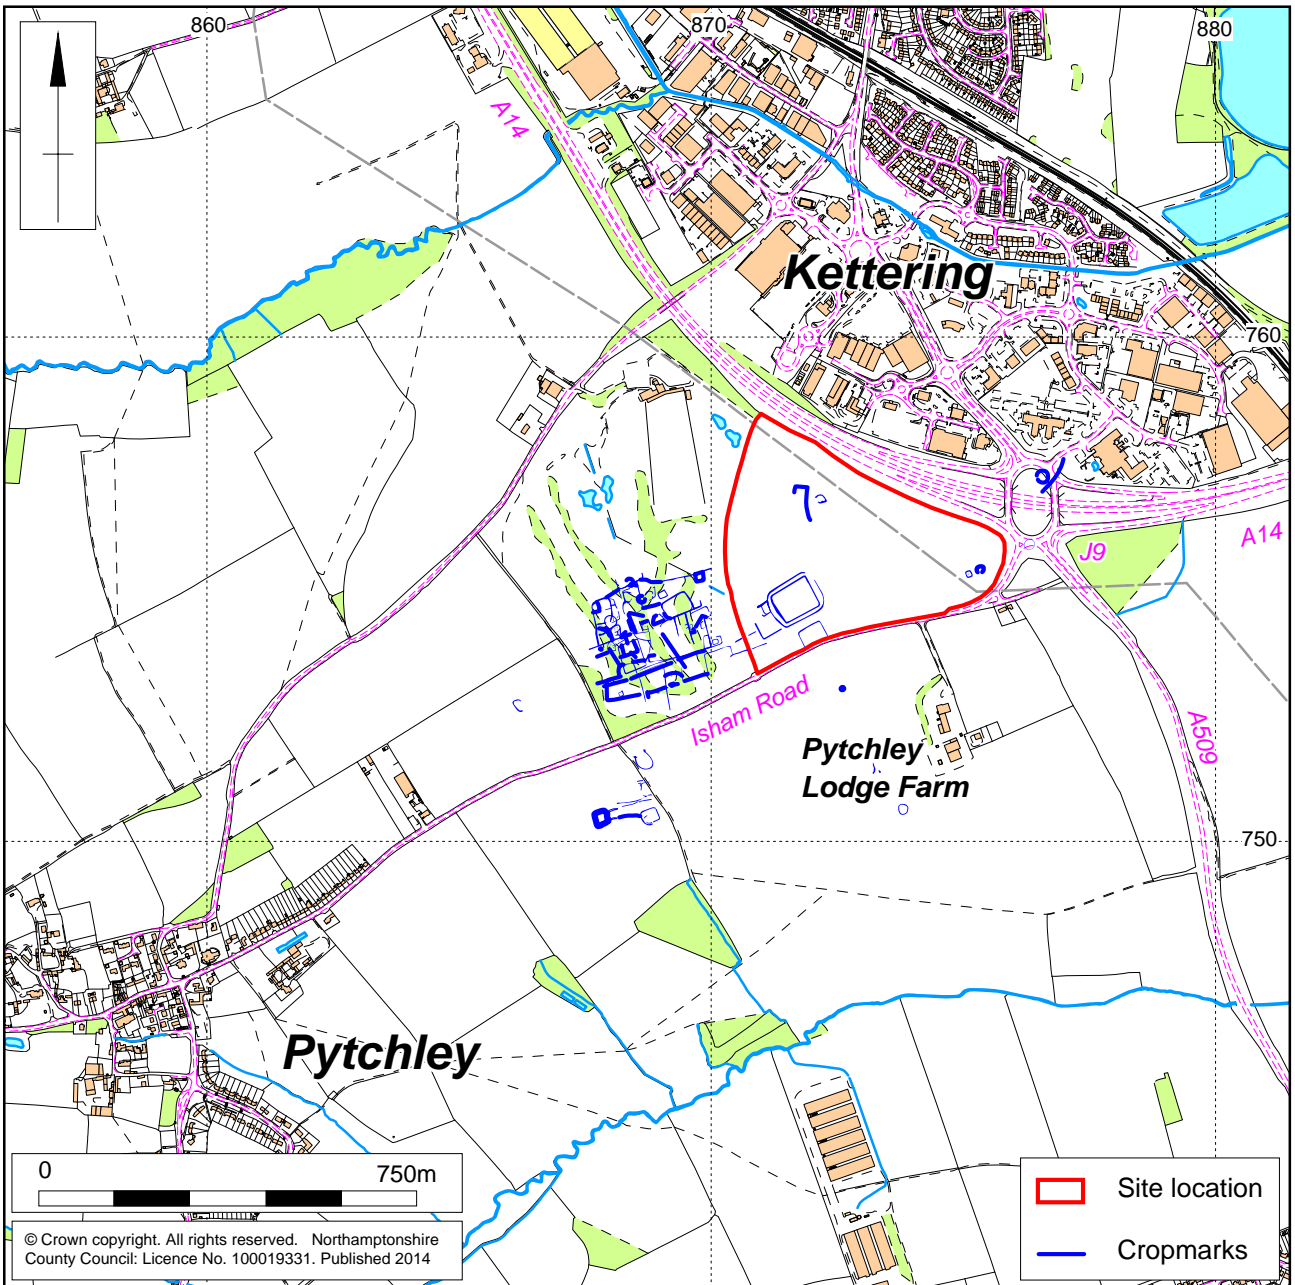 860
870
880
A14
Kettering
760
J9
A14
Isham Road
A509
Pytchley
Lodge Farm
750
Pytchley
0
750m
Site location
Cropmarks
© Crown copyright. All rights reserved. Northamptonshire
County Council: Licence No. 100019331. Published 2014